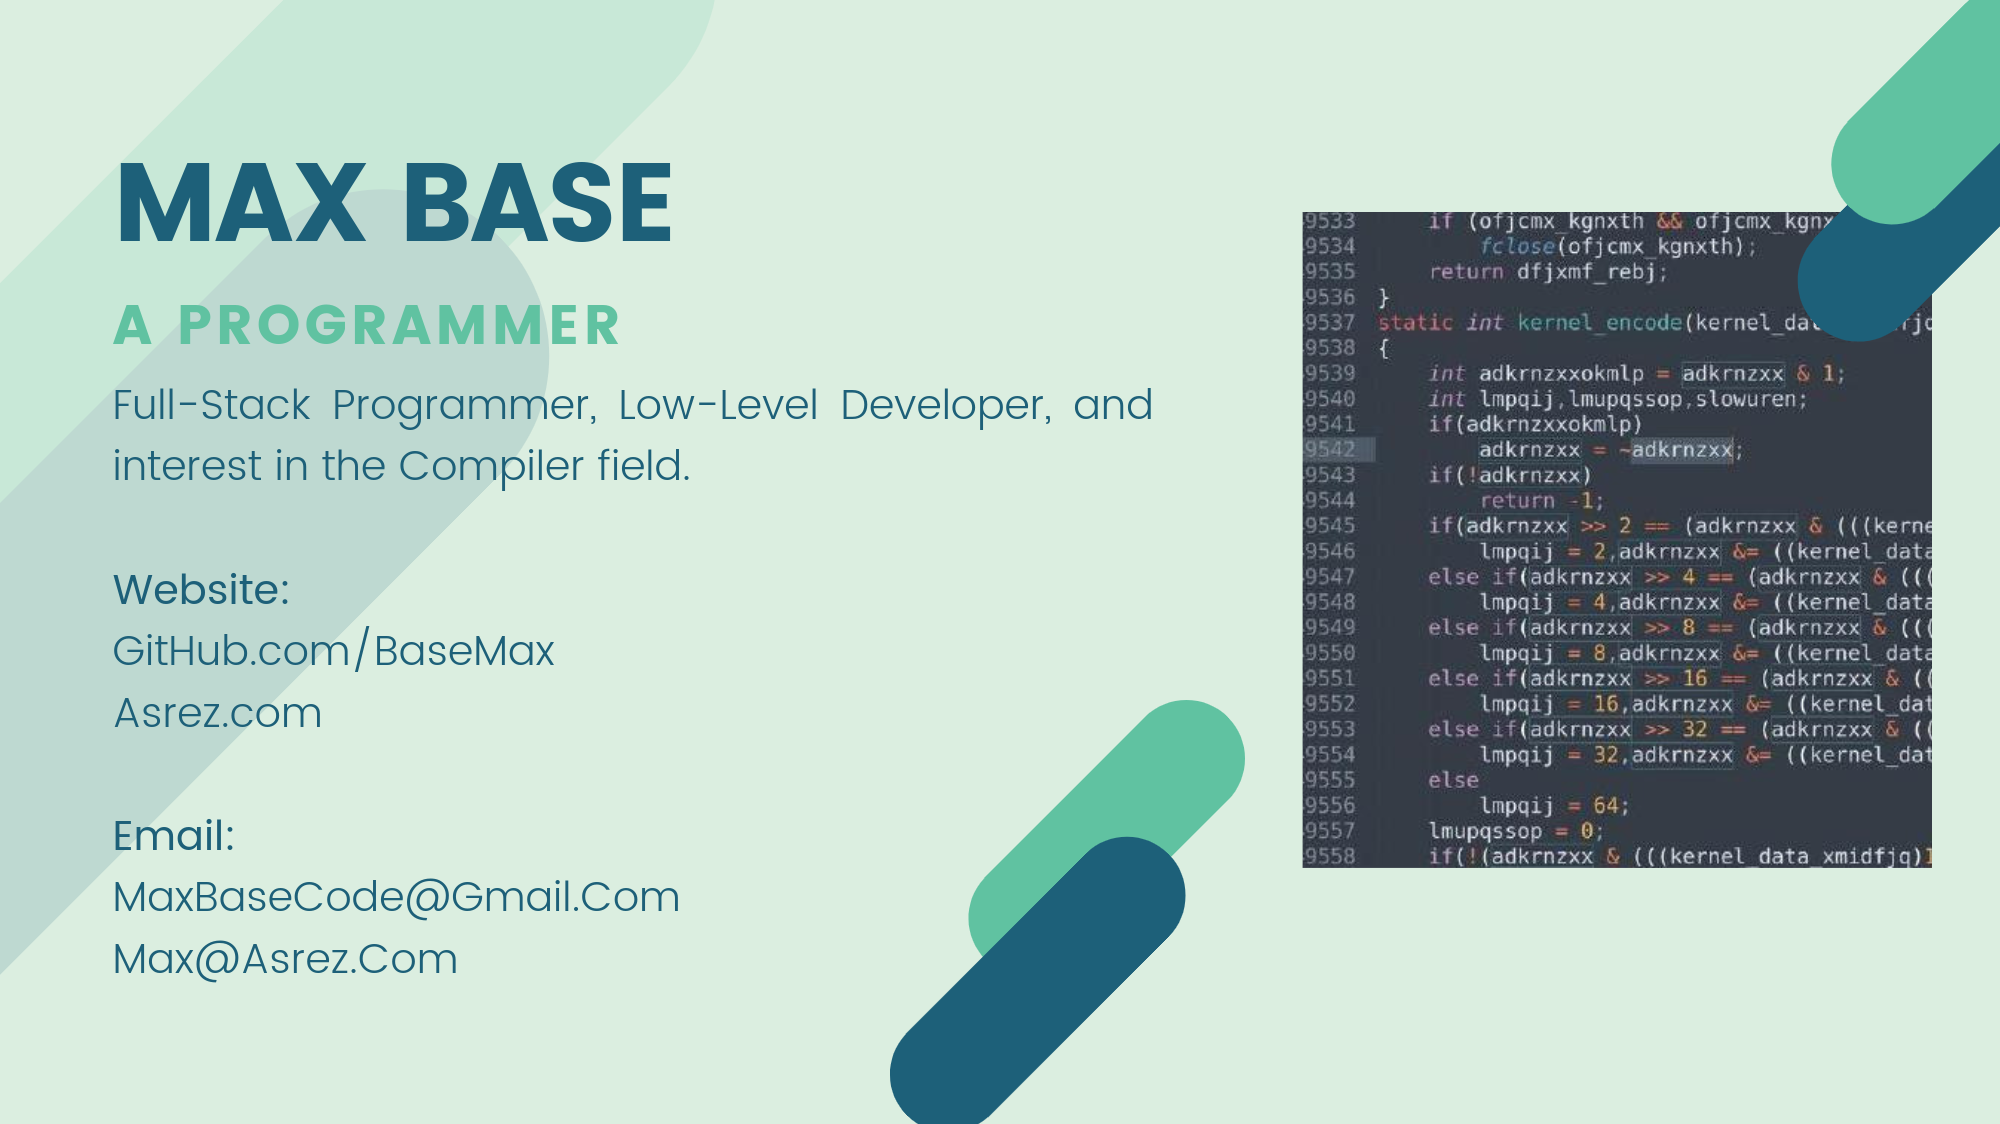 MAX BASE
A PROGRAMMER
Full-Stack Programmer, Low-Level Developer, and
interest in the Compiler field.
Website:
GitHub.com/BaseMax
Asrez.com
Email:
MaxBaseCode@Gmail.Com
Max@Asrez.Com
9533 if (ofjcmx_kgnxth && ofjcmx_kgnx
9534 fclose(ofjcmx_kgnxth);
9535 return dfjxmf_rebj;
9536 }
9537 static int kernel_encode(kernel_da
9538 {
9539 int adkrnzxxokmlp = adkrnzxx & 1;
9540 int lmpqij,lmupqssop,slowuren;
9541 if(adkrnzxxokmlp)
9542 adkrnzxx = ~adkrnzxx;
9543 if(!adkrnzxx)
9544 return -1;
9545 if(adkrnzxx >> 2 == (adkrnzxx & (((kerne
9546 lmpqij = 2,adkrnzxx &= ((kernel_data
9547 else if(adkrnzxx >> 4 == (adkrnzxx & (((
9548 lmpqij = 4,adkrnzxx &= ((kernel_data
9549 else if(adkrnzxx >> 8 == (adkrnzxx & (((
9550 lmpqij = 8,adkrnzxx &= ((kernel_data
9551 else if(adkrnzxx >> 16 == (adkrnzxx & ((
9552 lmpqij = 16,adkrnzxx &= ((kernel_dat
9553 else if(adkrnzxx >> 32 == (adkrnzxx & ((
9554 lmpqij = 32,adkrnzxx &= ((kernel_dat
9555 else
9556 lmpqij = 64;
9557 lmupqssop = 0;
9558 if(!(adkrnzxx & (((kernel_data_xmidfjq)1